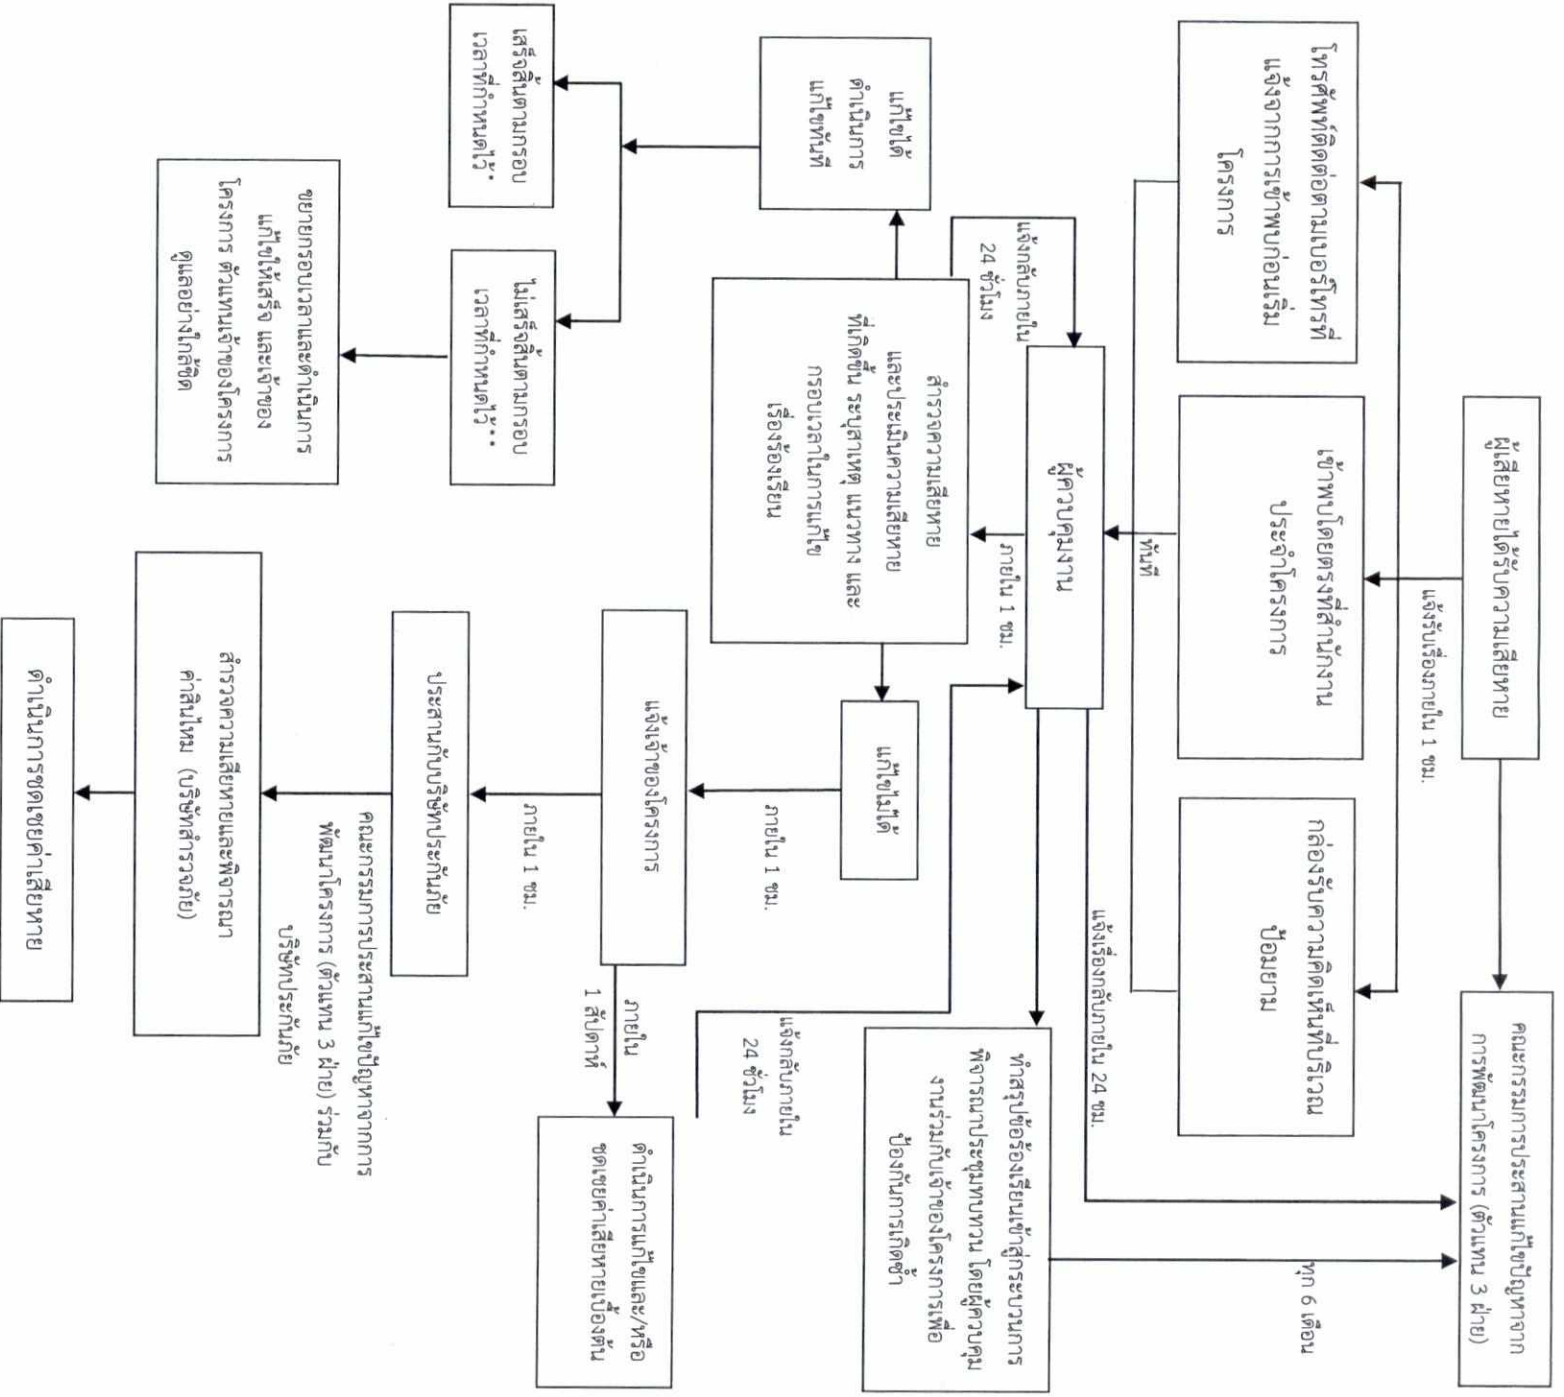 ผู้เสียหายได้รับความเสียหาย
คณะกรรมการประสานแก้ไขปัญหาจาก
การพัฒนาโครงการ (ตัวแทน 3 ฝ่าย)
แจ้งรับเรื่องภายใน 1 ชม.
โทรศัพท์ติดต่อตามเบอร์โทรที่
แจ้งจากการเข้าพบก่อนเริ่ม
โครงการ
เข้าพบโดยตรงที่สำนักงาน
ประจำโครงการ
กล่องรับความคิดเห็นที่บริเวณ
ป้อมยาม
ทุก 6 เดือน
ทันที
แจ้งเรื่องกลับภายใน 24 ชม.
ผู้ควบคุมงาน
แจ้งกลับภายใน
24 ชั่วโมง
ภายใน 1 ชม.
ทำสรุปข้อร้องเรียนเข้าสู่กระบวนการ
พิจารณาประชุมทบทวน โดยผู้ควบคุม
งานร่วมกับเจ้าของโครงการเพื่อ
ป้องกันการเกิดซ้ำ
สำรวจความเสียหาย
และประเมินความเสียหาย
ที่เกิดขึ้น ระบุสาเหตุ แนวทาง และ
กรอบเวลาในการแก้ไข
เรื่องร้องเรียน
แก้ไขได้
ดำเนินการ
แก้ไขทันที
แก้ไขไม่ได้
ภายใน 1 ชม.
แจ้งกลับภายใน
24 ชั่วโมง
แจ้งเจ้าของโครงการ
ภายใน
1 สัปดาห์
ดำเนินการแก้ไขและ/หรือ
ชดเชยค่าเสียหายเบื้องต้น
เสร็จสิ้นตามกรอบ
เวลาที่กำหนดไว้*
ไม่เสร็จสิ้นตามกรอบ
เวลาที่กำหนดไว้**
ภายใน 1 ชม.
ประสานกับบริษัทประกันภัย
คณะกรรมการประสานแก้ไขปัญหาจากการ
พัฒนาโครงการ (ตัวแทน 3 ฝ่าย) ร่วมกับ
บริษัทประกันภัย
ขยายกรอบเวลาและดำเนินการ
แก้ไขให้เสร็จ และเจ้าของ
โครงการ ตัวแทนเจ้าของโครงการ
ดูแลอย่างใกล้ชิด
สำรวจความเสียหายและพิจารณา
ค่าสินไหม (บริษัทสำรวจภัย)
ดำเนินการชดเชยค่าเสียหาย